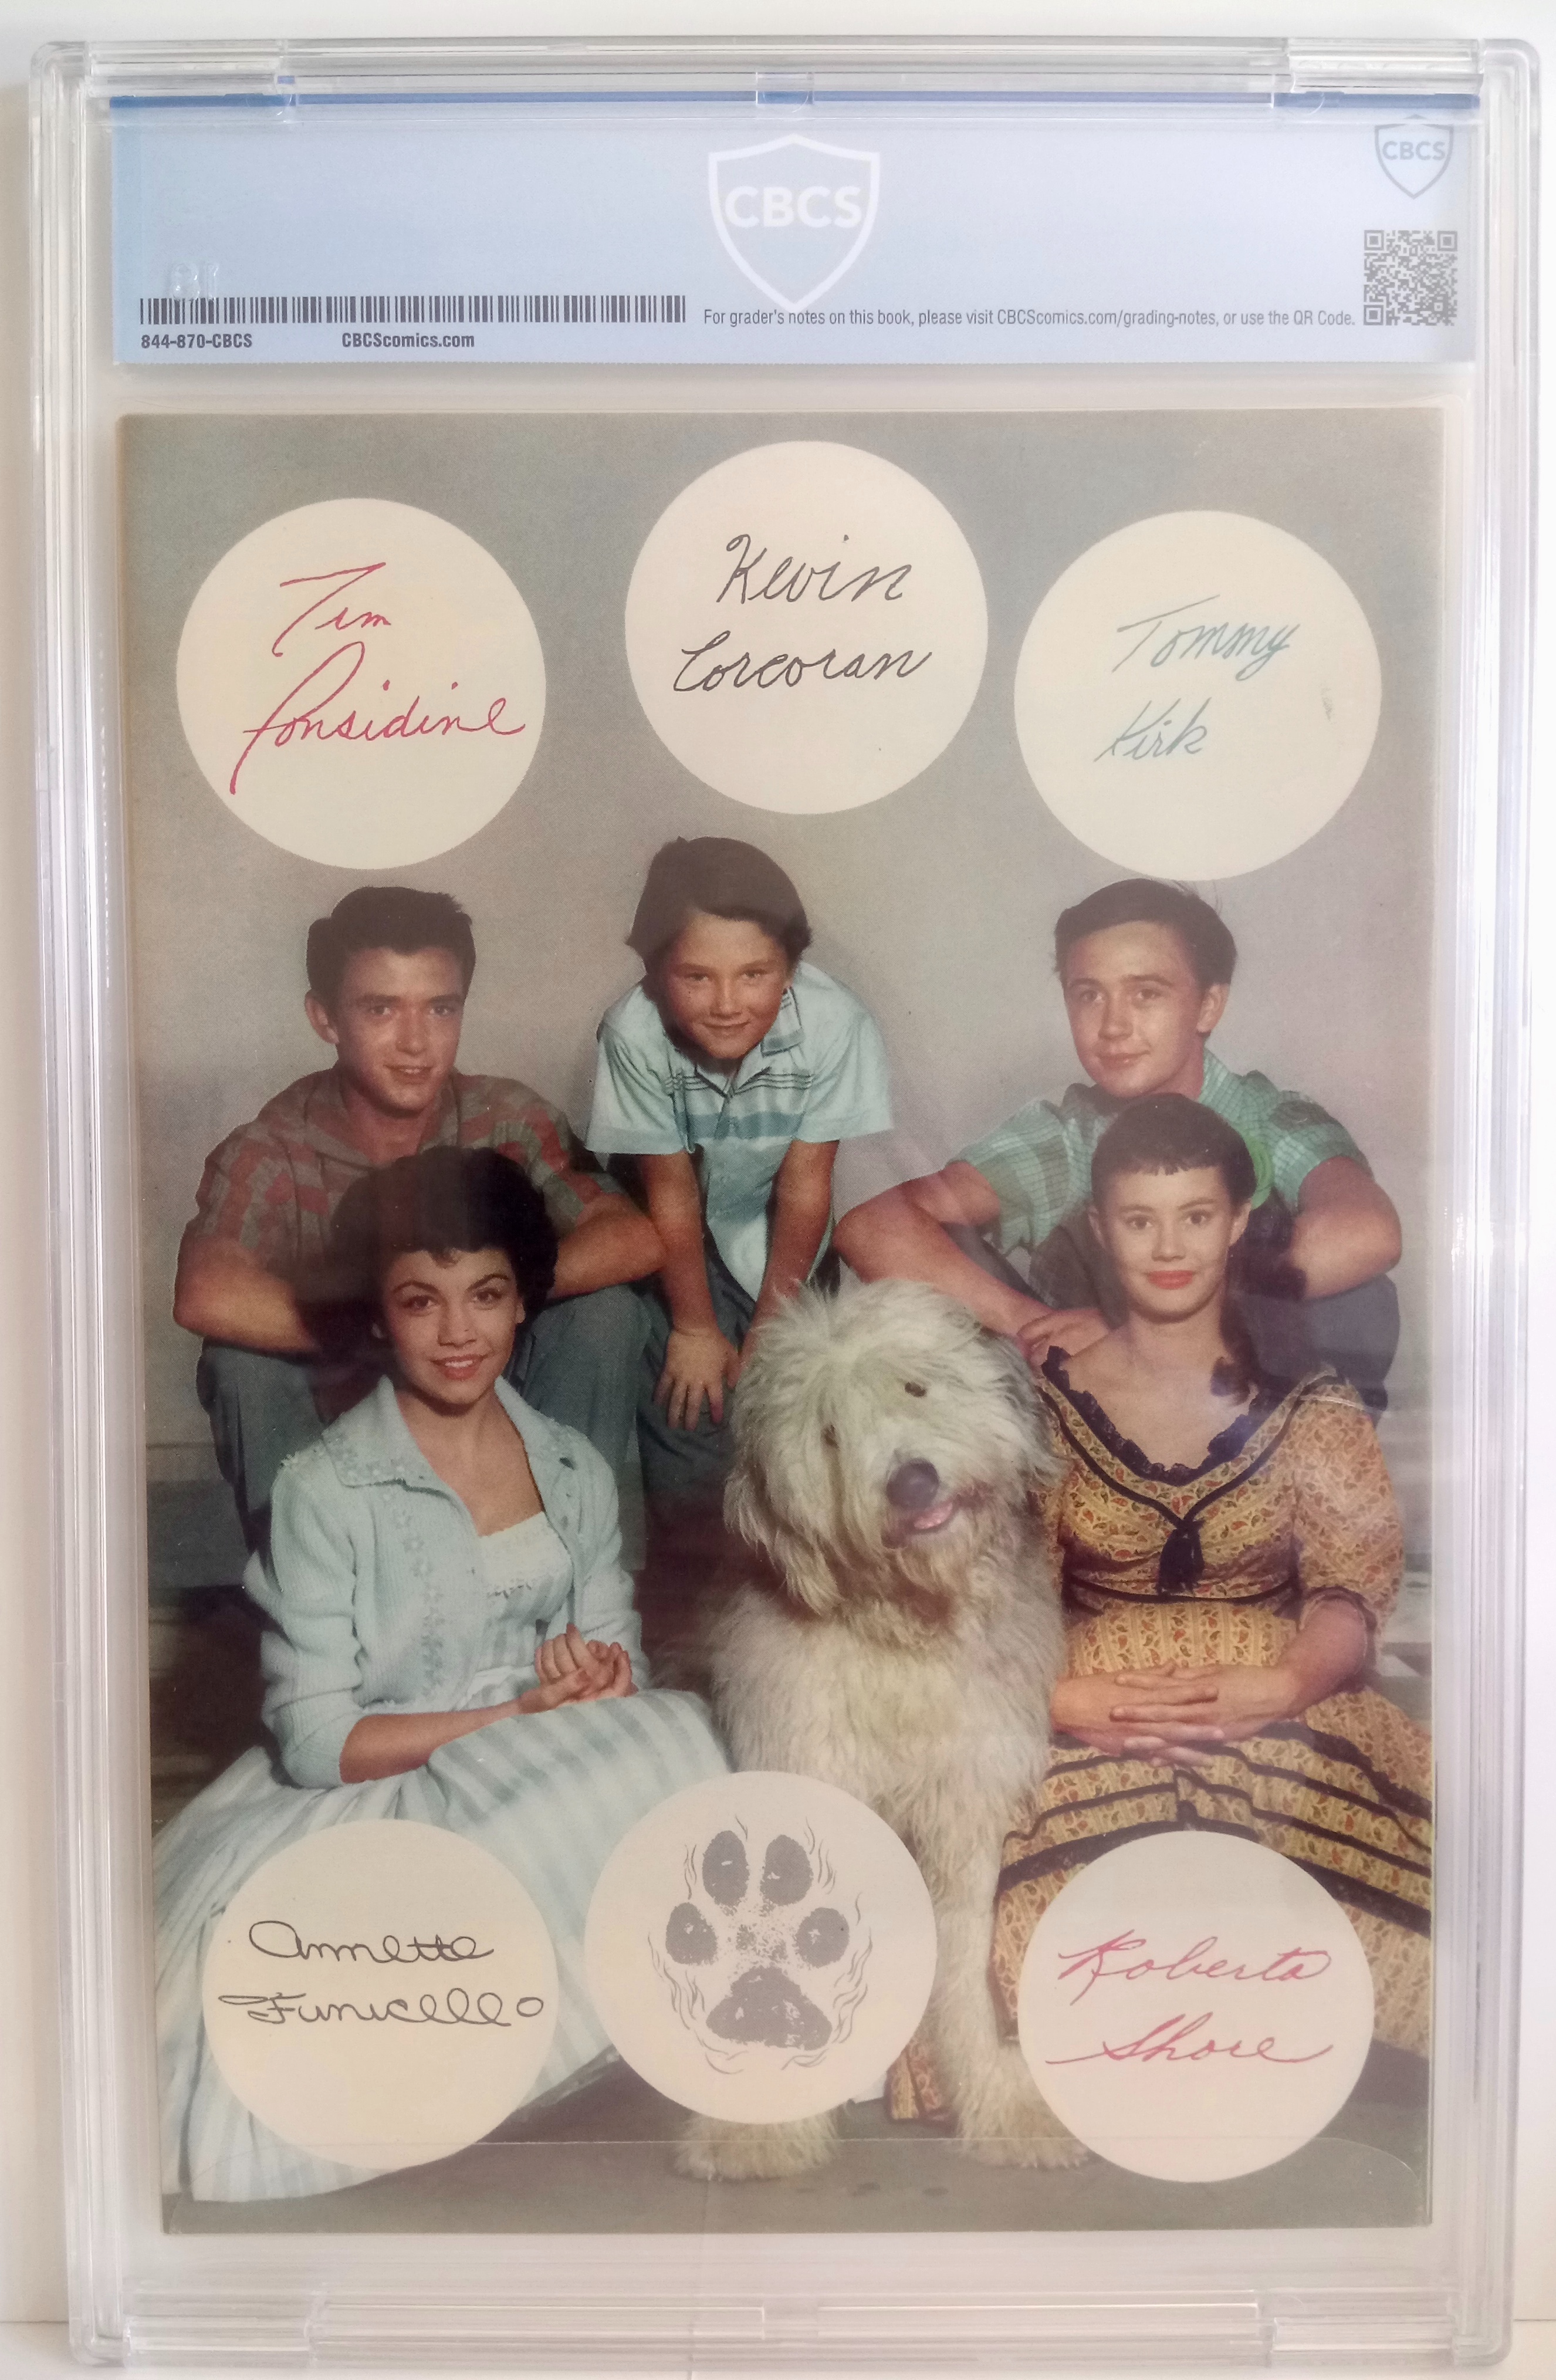 CBCS
CBCS
844-870-CBCS
CBCScomics.com
For grader's notes on this book, please visit CBCScomics.com/grading-notes, or use the QR Code.
Tim
Considine
Kevin
Corcoran
Tommy
Kirk
Annette
Funicello
Roberta
Shore